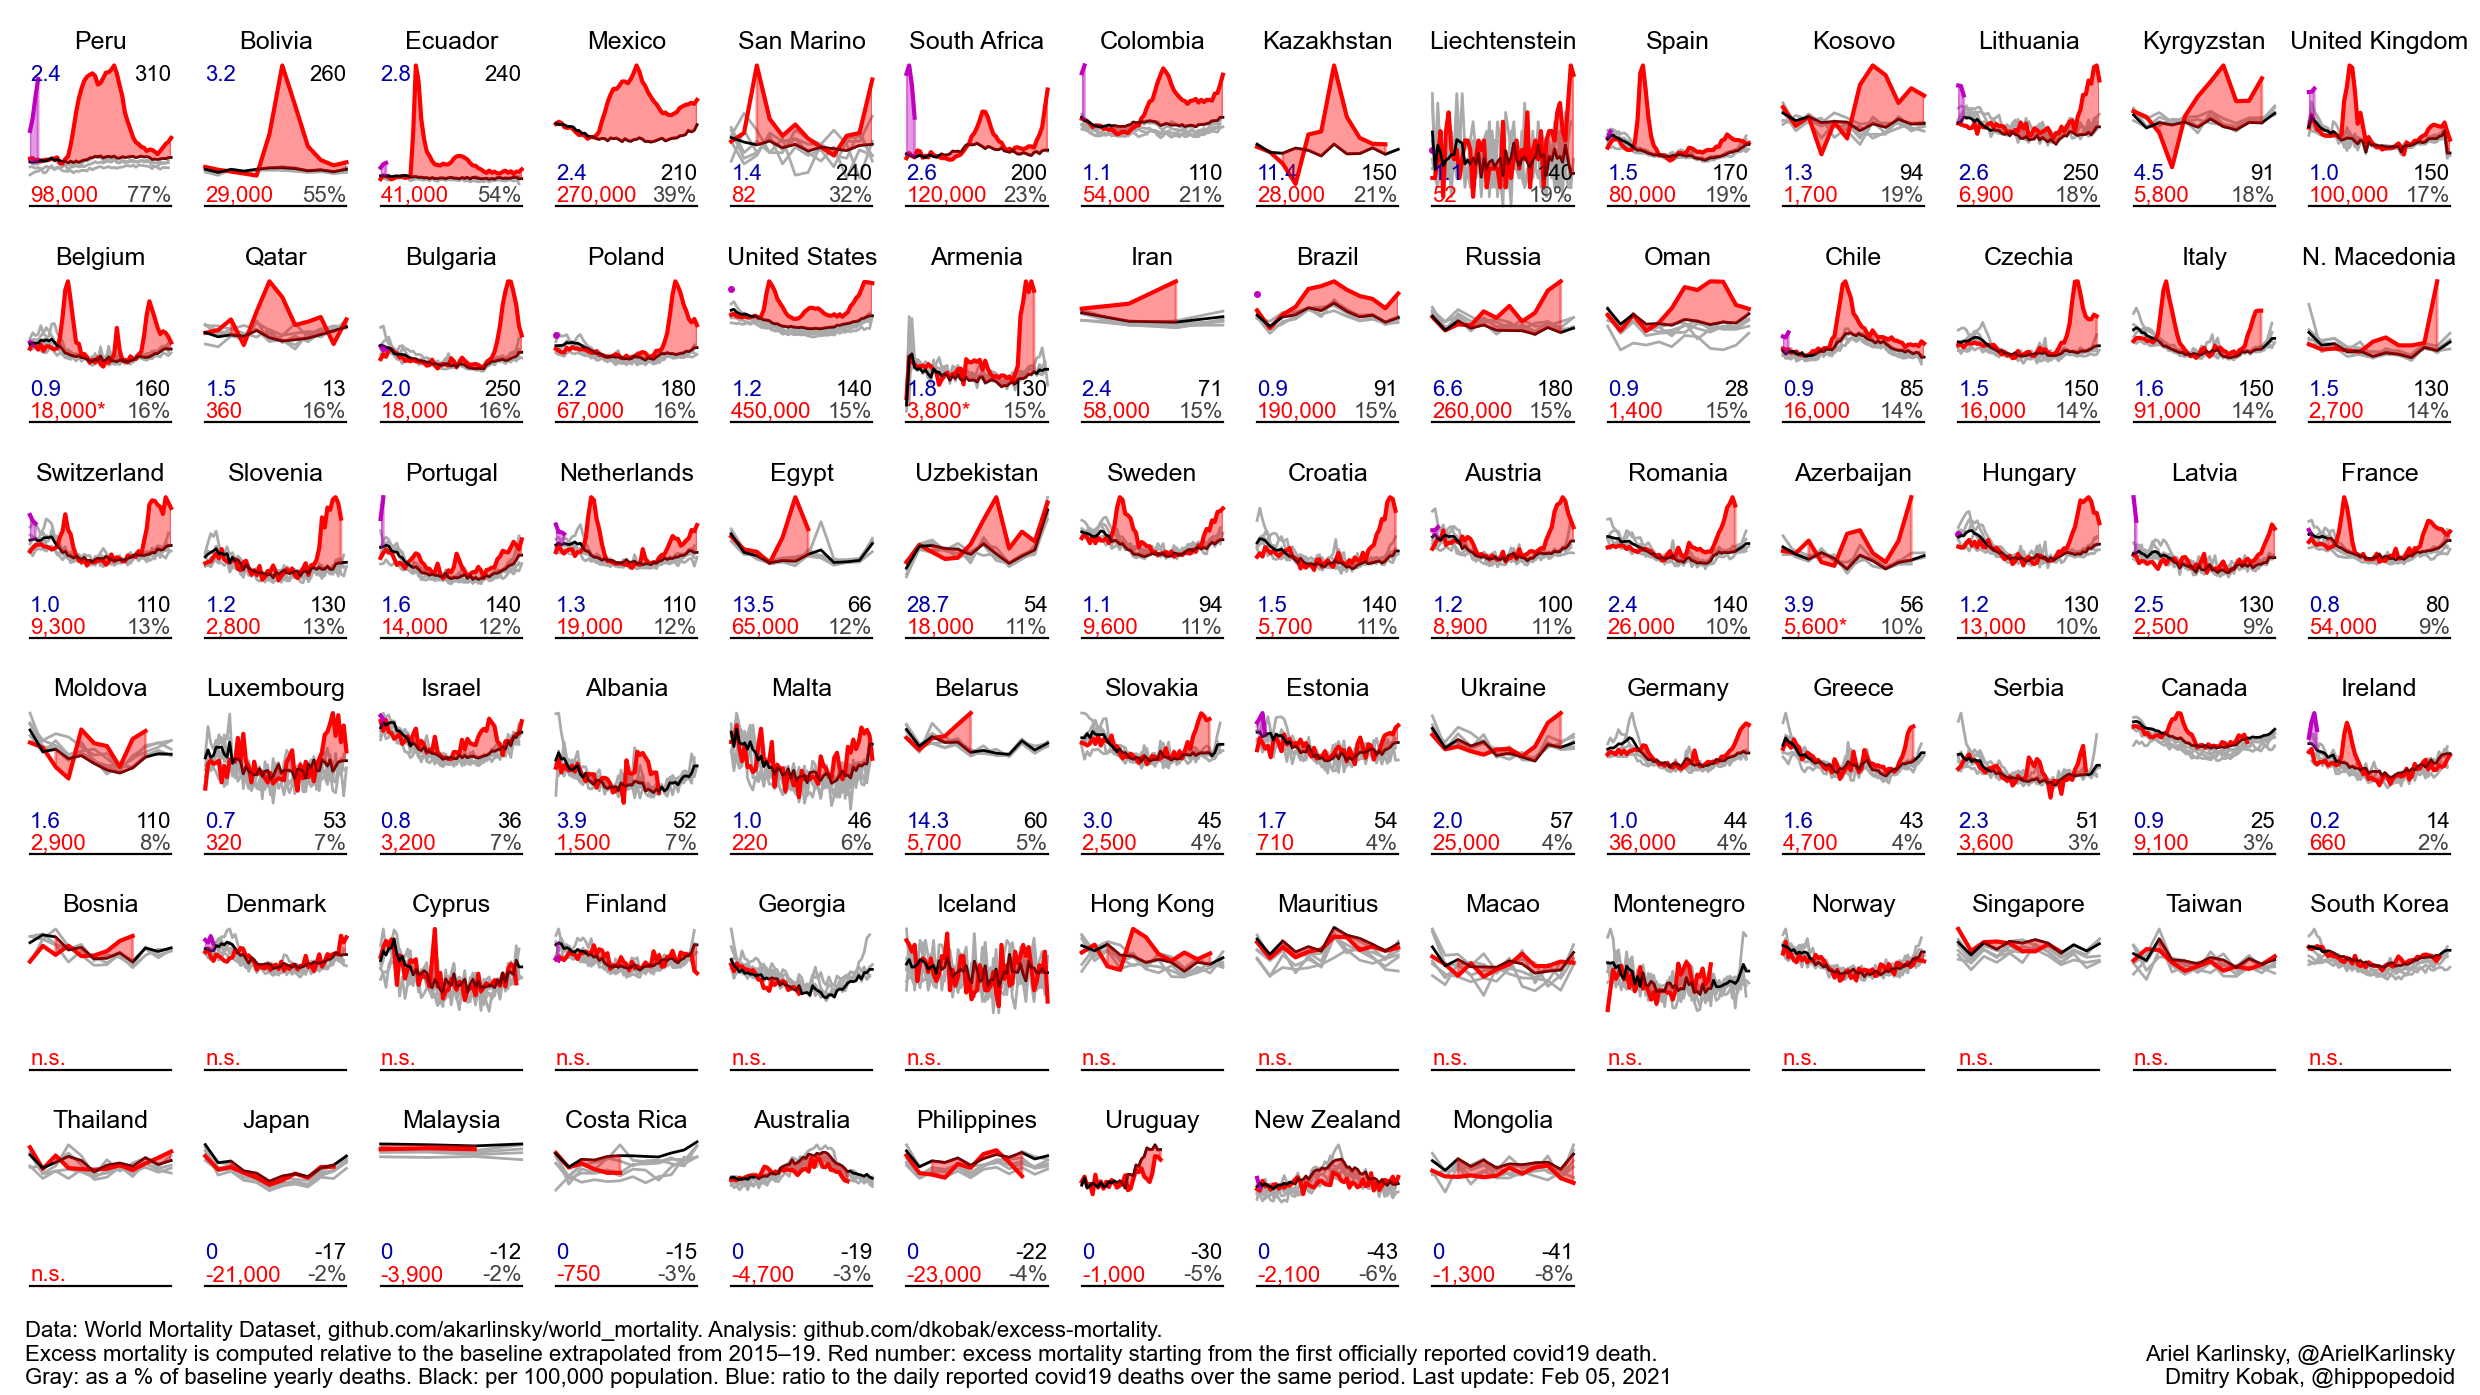 Peru Bolivia Ecuador Mexico San Marino South Africa Colombia Kazakhstan Liechtenstein Spain Kosovo Lithuania Kyrgyzstan United Kingdom
2.4 310 3.2 260 2.8 240
2.4 210 1.4 240 2.6 200 1.1 110 11.4 150 1.1 140 1.5 170 1.3 94 2.6 250 4.5 91 1.0 150
98,000 77% 29,000 55% 41,000 54% 270,000 39% 82 32% 120,000 23% 54,000 21% 28,000 21% 52 19% 80,000 19% 1,700 19% 6,900 18% 5,800 18% 100,000 17%
Belgium Qatar Bulgaria Poland United States Armenia Iran Brazil Russia Oman Chile Czechia Italy N. Macedonia
0.9 160 1.5 13 2.0 250 2.2 180 1.2 140 1.8 130 2.4 71 0.9 91 6.6 180 0.9 28 0.9 85 1.5 150 1.6 150 1.5 130
18,000* 16% 360 16% 18,000 16% 67,000 16% 450,000 15% 3,800* 15% 58,000 15% 190,000 15% 260,000 15% 1,400 15% 16,000 14% 16,000 14% 91,000 14% 2,700 14%
Switzerland Slovenia Portugal Netherlands Egypt Uzbekistan Sweden Croatia Austria Romania Azerbaijan Hungary Latvia France
1.0 110 1.2 130 1.6 140 1.3 110 13.5 66 28.7 54 1.1 94 1.5 140 1.2 100 2.4 140 3.9 56 1.2 130 2.5 130 0.8 80
9,300 13% 2,800 13% 14,000 12% 19,000 12% 65,000 12% 18,000 11% 9,600 11% 5,700 11% 8,900 11% 26,000 10% 5,600* 10% 13,000 10% 2,500 9% 54,000 9%
Moldova Luxembourg Israel Albania Malta Belarus Slovakia Estonia Ukraine Germany Greece Serbia Canada Ireland
1.6 110 0.7 53 0.8 36 3.9 52 1.0 46 14.3 60 3.0 45 1.7 54 2.0 57 1.0 44 1.6 43 2.3 51 0.9 25 0.2 14
2,900 8% 320 7% 3,200 7% 1,500 7% 220 6% 5,700 5% 2,500 4% 710 4% 25,000 4% 36,000 4% 4,700 4% 3,600 3% 9,100 3% 660 2%
Bosnia Denmark Cyprus Finland Georgia Iceland Hong Kong Mauritius Macao Montenegro Norway Singapore Taiwan South Korea
n.s. n.s. n.s. n.s. n.s. n.s. n.s. n.s. n.s. n.s. n.s. n.s. n.s. n.s.
Thailand Japan Malaysia Costa Rica Australia Philippines Uruguay New Zealand Mongolia
0 -17 0 -12 0 -15 0 -19 0 -22 0 -30 0 -43 0 -41
n.s. -21,000 -2% -3,900 -2% -750 -3% -4,700 -3% -23,000 -4% -1,000 -5% -2,100 -6% -1,300 -8%
Data: World Mortality Dataset, github.com/akarlinsky/world_mortality. Analysis: github.com/dkobak/excess-mortality.
Excess mortality is computed relative to the baseline extrapolated from 2015–19. Red number: excess mortality starting from the first officially reported covid19 death.
Gray: as a % of baseline yearly deaths. Black: per 100,000 population. Blue: ratio to the daily reported covid19 deaths over the same period. Last update: Feb 05, 2021
Ariel Karlinsky, @ArielKarlinsky
Dmitry Kobak, @hippopedoid